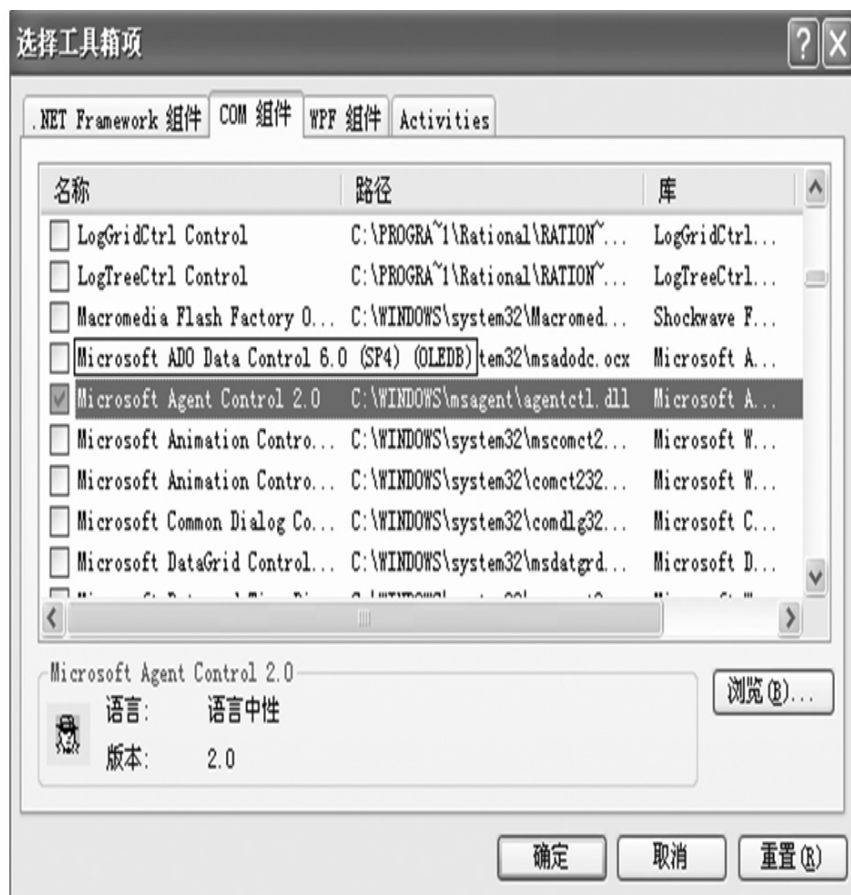 选择工具箱项
.NET Framework 组件 COM 组件 WPF 组件 Activities
名称 路径 库
LogGridCtrl Control C:\PROGRA~1\Rational\RATION~... LogGridCtrl...
LogTreeCtrl Control C:\PROGRA~1\Rational\RATION~... LogTreeCtrl...
Macromedia Flash Factory O... C:\WINDOWS\system32\Macromed... Shockwave F...
Microsoft ADO Data Control 6.0 (SP4) (OLEDB) tem32\msadodc.ocx Microsoft A...
Microsoft Agent Control 2.0 C:\WINDOWS\msagent\agentctl.dll Microsoft A...
Microsoft Animation Contro... C:\WINDOWS\system32\mscomct2... Microsoft W...
Microsoft Animation Contro... C:\WINDOWS\system32\comct232... Microsoft W...
Microsoft Common Dialog Co... C:\WINDOWS\system32\comdlg32... Microsoft C...
Microsoft DataGrid Control... C:\WINDOWS\system32\msdatgrd... Microsoft D...
Microsoft Agent Control 2.0
浏览(B)...
语言: 语言中性
版本: 2.0
确定 取消 重置(R)